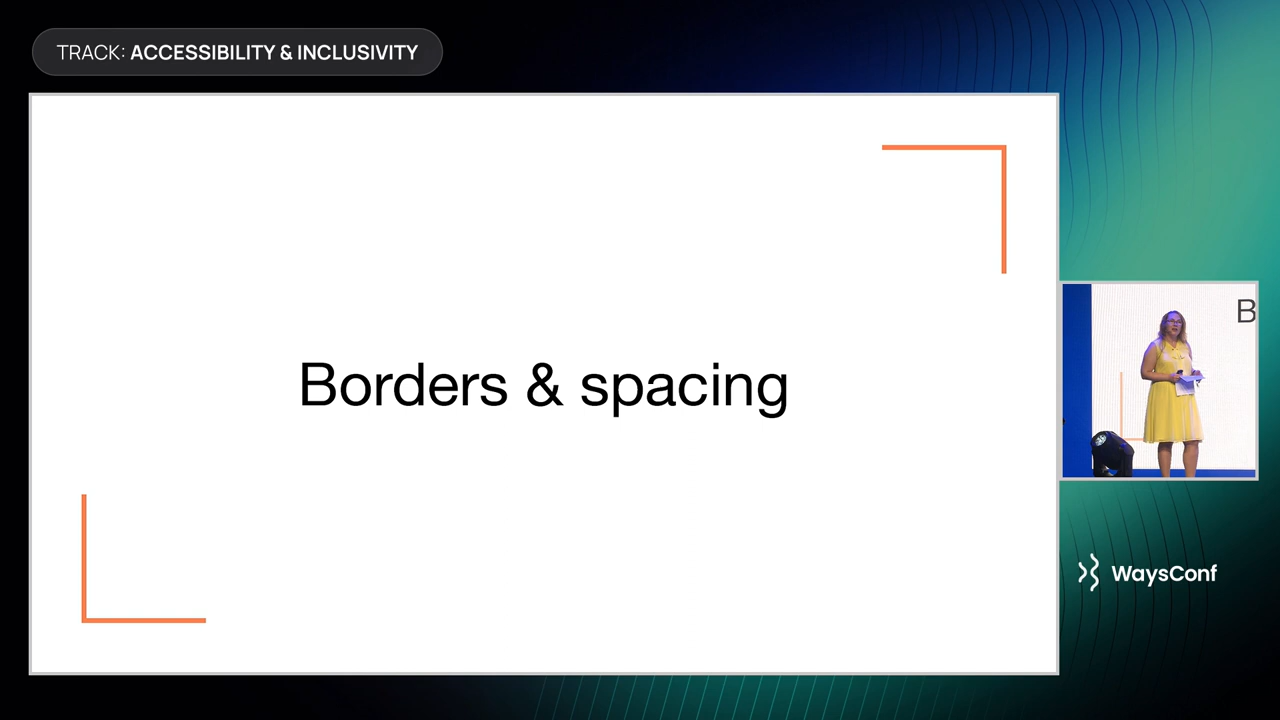 TRACK: ACCESSIBILITY & INCLUSIVITY
Borders & spacing
B
WaysConf